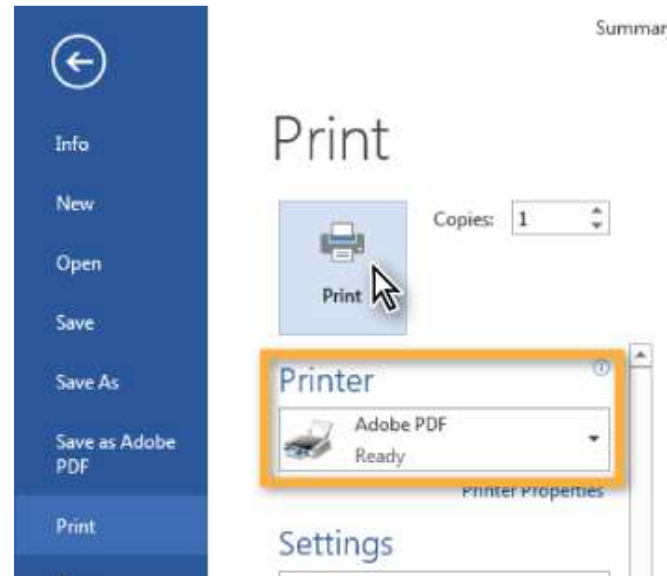 Summar
Info
New
Open
Save
Save As
Save as Adobe
PDF
Print
Print
Copies: 1
Print
Printer
Adobe PDF
Ready
Printer Properties
Settings